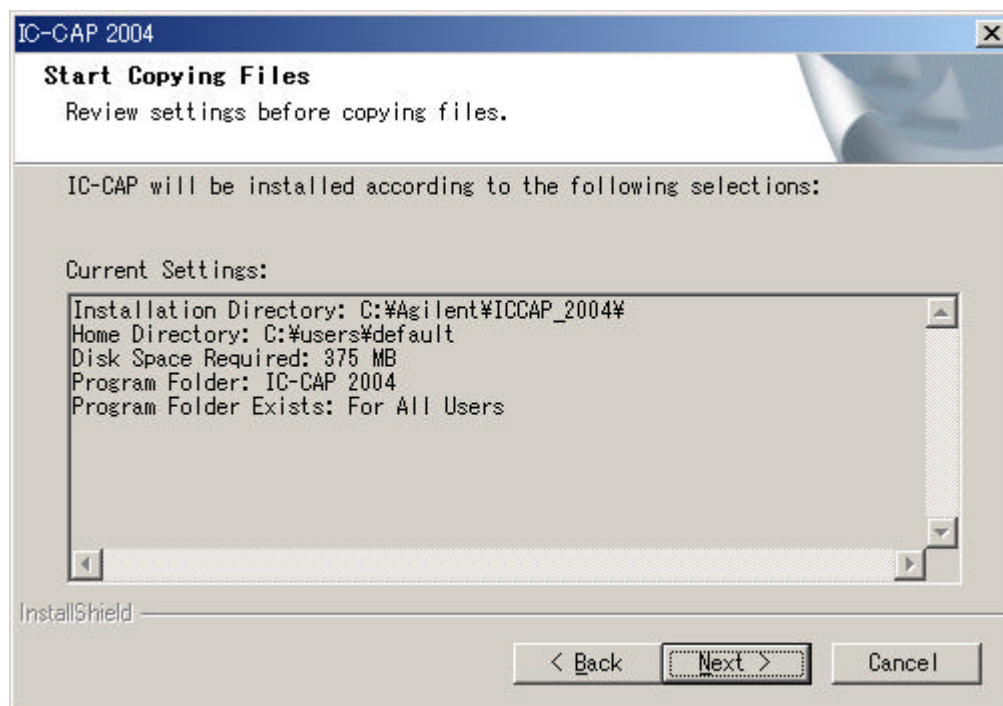 IC-CAP 2004
Start Copying Files
Review settings before copying files.
IC-CAP will be installed according to the following selections:
Current Settings:
Installation Directory: C:¥Agilent¥ICCAP_2004¥
Home Directory: C:¥users¥default
Disk Space Required: 375 MB
Program Folder: IC-CAP 2004
Program Folder Exists: For All Users
InstallShield
< Back
Next >
Cancel